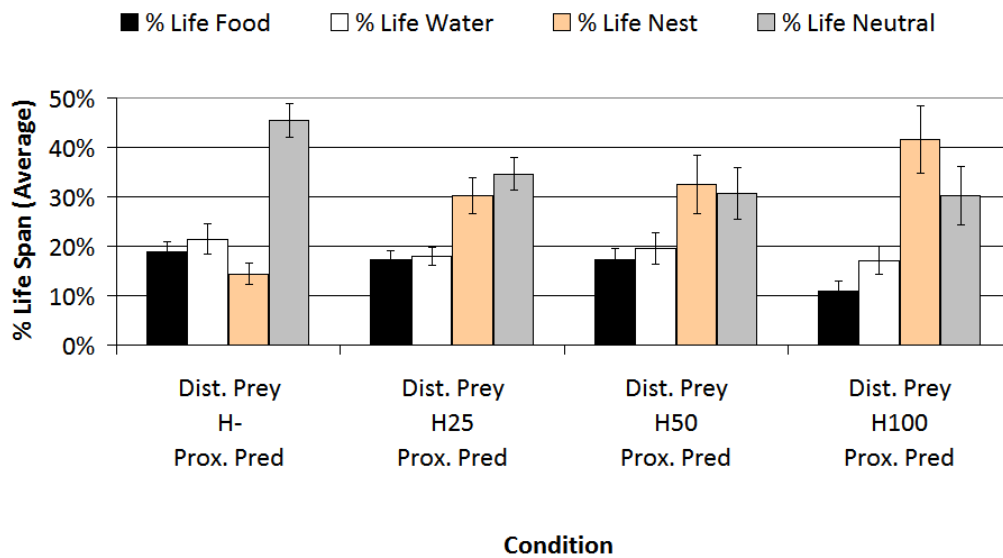 % Life Food % Life Water % Life Nest % Life Neutral
% Life Span (Average)
50%
40%
30%
20%
10%
0%
Dist. Prey Dist. Prey Dist. Prey Dist. Prey
H- H25 H50 H100
Prox. Pred Prox. Pred Prox. Pred Prox. Pred
Condition